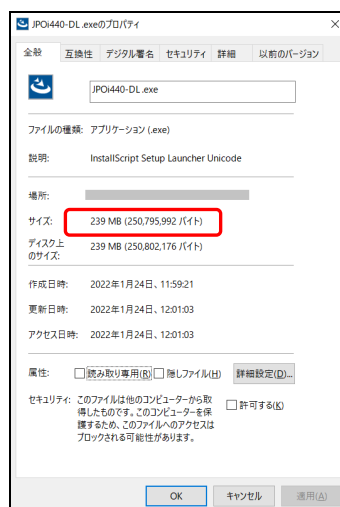 JPOi440-DL .exeのプロパティ
全般 互換性 デジタル署名 セキュリティ 詳細 以前のバージョン
JPOi440-DL .exe
ファイルの種類: アプリケーション (.exe)
説明: InstallScript Setup Launcher Unicode
場所:
サイズ: 239 MB (250,795,992 バイト)
ディスク上
のサイズ: 239 MB (250,802,176 バイト)
作成日時: 2022年1月24日、11:59:21
更新日時: 2022年1月24日、12:01:03
アクセス日時: 2022年1月24日、12:01:03
属性: 読み取り専用(R) 隠しファイル(H) 詳細設定(D)...
セキュリティ: このファイルは他のコンピューターから取
得したものです。このコンピューターを保
護するため、このファイルへのアクセスは
ブロックされる可能性があります。
許可する(K)
OK キャンセル 適用(A)